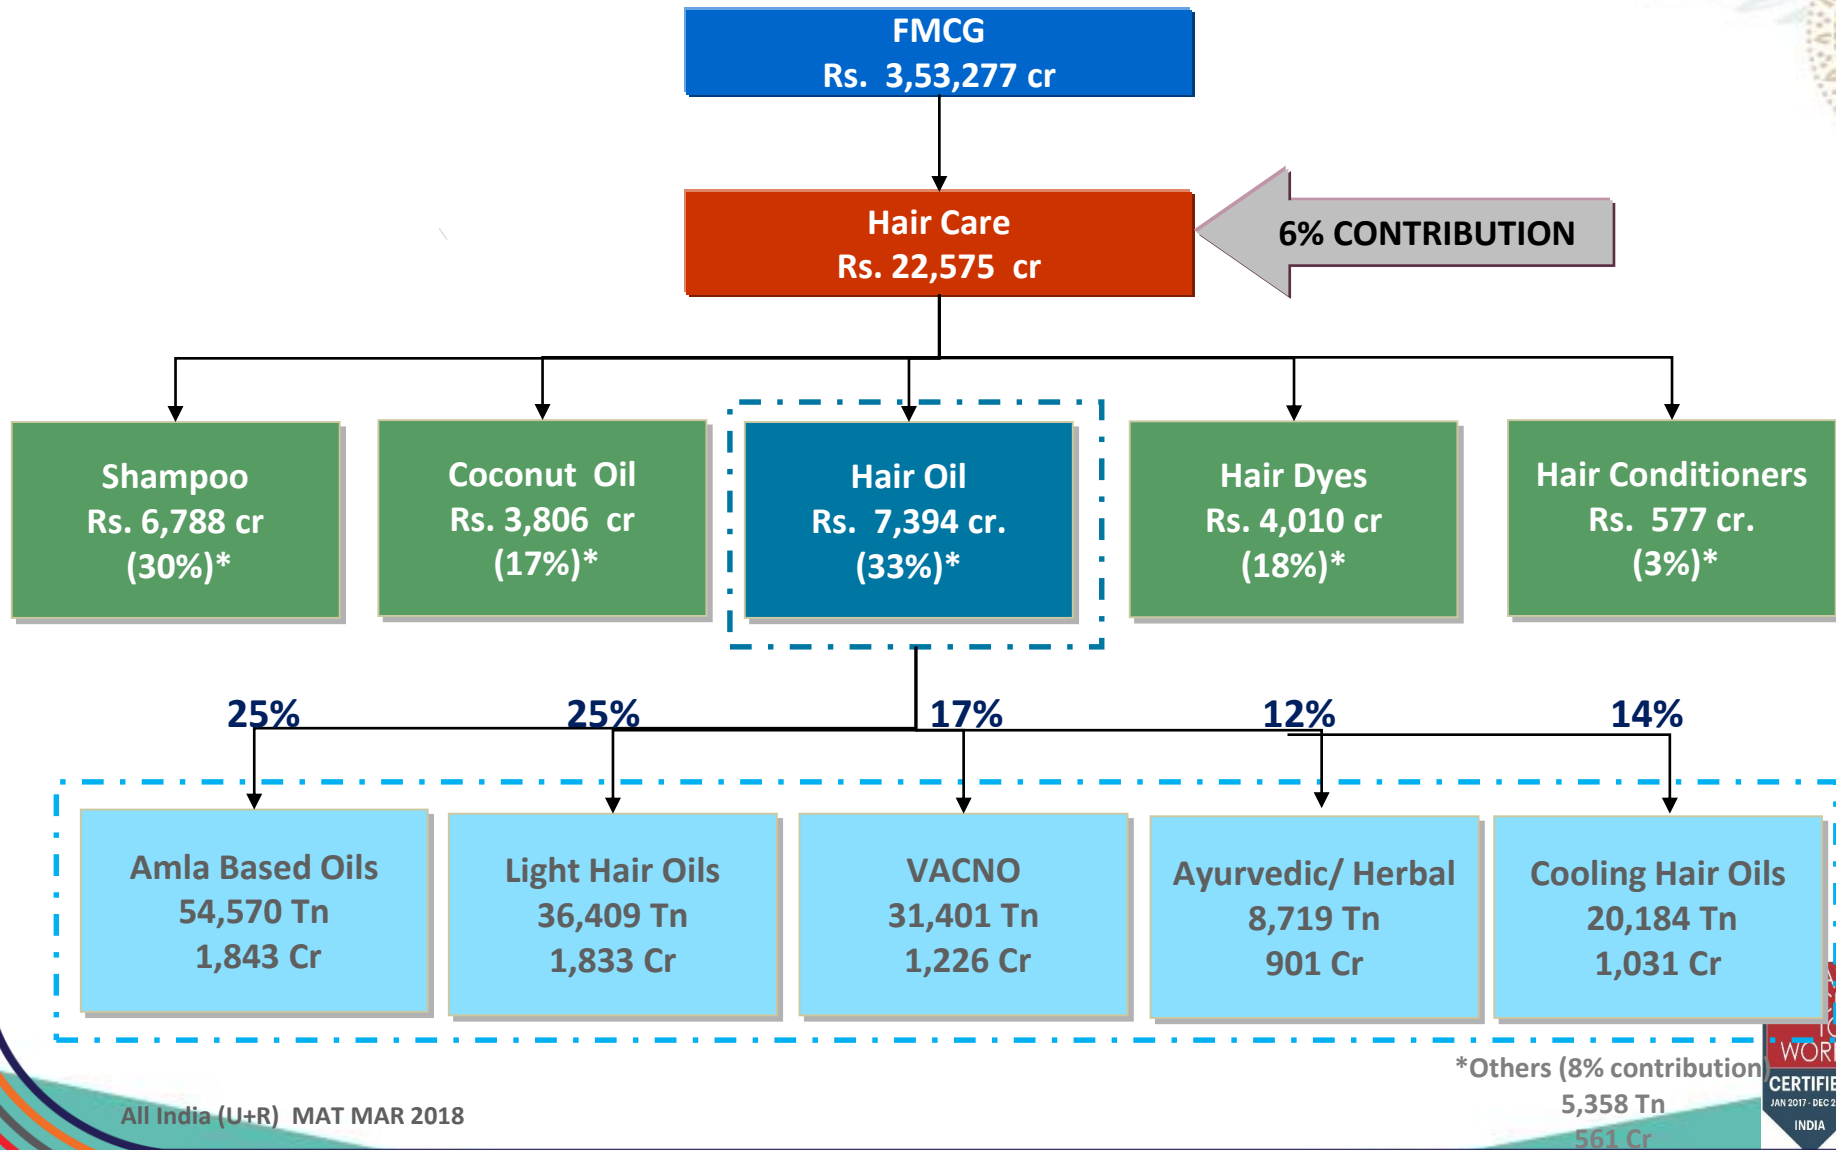 FMCG
Rs. 3,53,277 cr
Hair Care
Rs. 22,575 cr
6% CONTRIBUTION
Shampoo
Rs. 6,788 cr
(30%)*
Coconut Oil
Rs. 3,806 cr
(17%)*
Hair Oil
Rs. 7,394 cr.
(33%)*
Hair Dyes
Rs. 4,010 cr
(18%)*
Hair Conditioners
Rs. 577 cr.
(3%)*
25%
25%
17%
12%
14%
Amla Based Oils
54,570 Tn
1,843 Cr
Light Hair Oils
36,409 Tn
1,833 Cr
VACNO
31,401 Tn
1,226 Cr
Ayurvedic/ Herbal
8,719 Tn
901 Cr
Cooling Hair Oils
20,184 Tn
1,031 Cr
*Others (8% contribution)
5,358 Tn
561 Cr
All India (U+R) MAT MAR 2018
INDIA